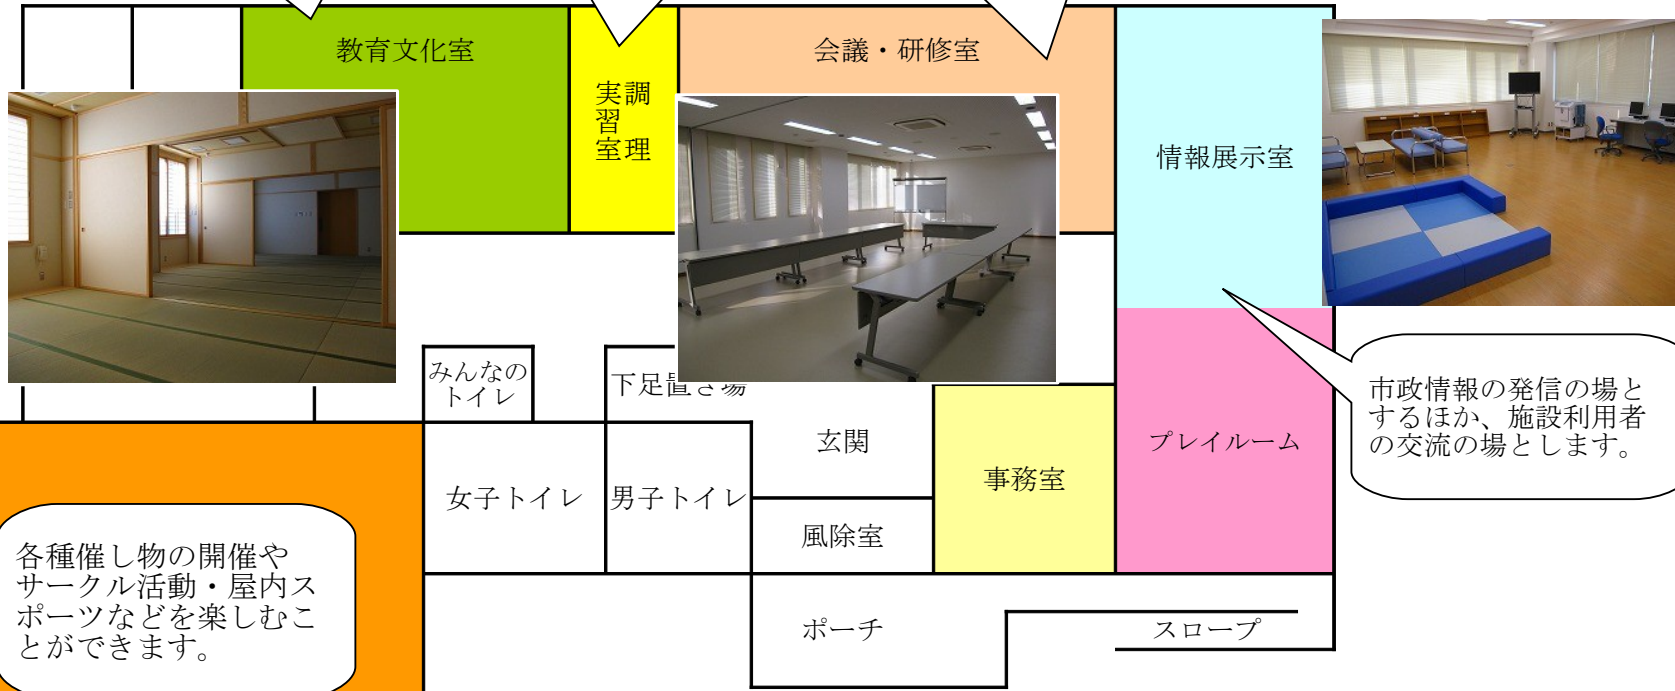 教育文化室
調理
実習室
会議・研修室
情報展示室
みんなの
トイレ
下足置き場
玄関
事務室
プレイルーム
市政情報の発信の場と
するほか、施設利用者
の交流の場とします。
女子トイレ
男子トイレ
風除室
各種催し物の開催や
サークル活動・屋内ス
ポーツなどを楽しむこ
とができます。
ポーチ
スロープ